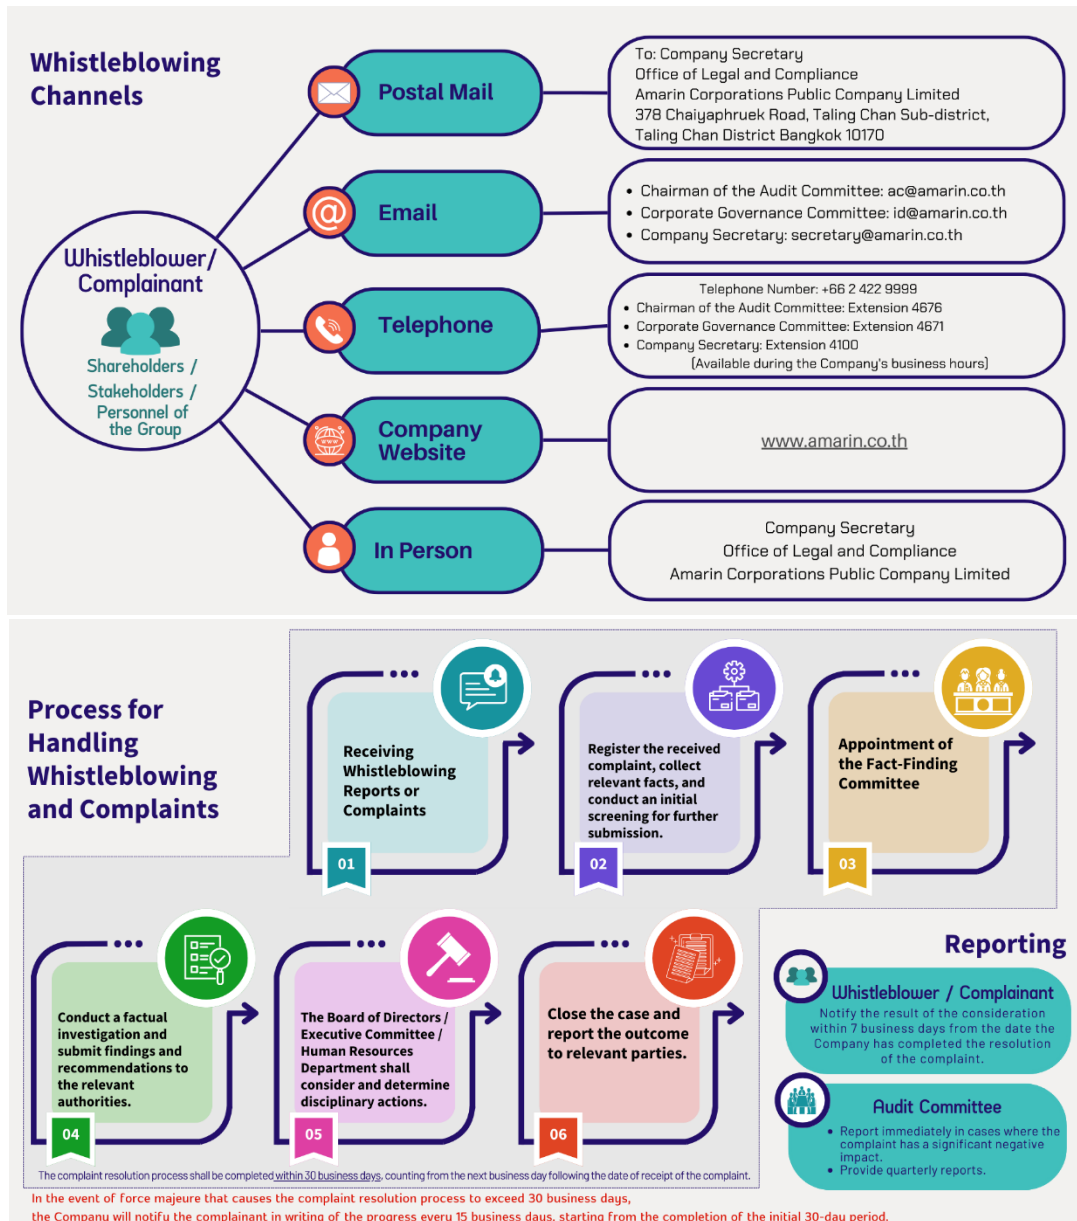 Whistleblowing
Channels
Whistleblower/
Complainant
Shareholders /
Stakeholders /
Personnel of
the Group
Postal Mail
To: Company Secretary
Office of Legal and Compliance
Amarin Corporations Public Company Limited
378 Chaiyaphruek Road, Taling Chan Sub-district,
Taling Chan District Bangkok 10170
@
Email
• Chairman of the Audit Committee: ac@amarin.co.th
• Corporate Governance Committee: id@amarin.co.th
• Company Secretary: secretary@amarin.co.th
Telephone
Telephone Number: +66 2 422 9999
• Chairman of the Audit Committee: Extension 4676
• Corporate Governance Committee: Extension 4671
• Company Secretary: Extension 4100
(Available during the Company's business hours)
www
Company
Website
www.amarin.co.th
In Person
Company Secretary
Office of Legal and Compliance
Amarin Corporations Public Company Limited
Process for
Handling
Whistleblowing
and Complaints
Receiving
Whistleblowing
Reports or
Complaints
01
Register the received
complaint, collect
relevant facts, and
conduct an initial
screening for further
submission.
02
Appointment of
the Fact-Finding
Committee
03
Conduct a factual
investigation and
submit findings and
recommendations to
the relevant
authorities.
04
The Board of Directors /
Executive Committee /
Human Resources
Department shall
consider and determine
disciplinary actions.
05
Close the case and
report the outcome
to relevant parties.
06
Reporting
Whistleblower / Complainant
Notify the result of the consideration
within 7 business days from the date the
Company has completed the resolution
of the complaint.
Audit Committee
• Report immediately in cases where the
complaint has a significant negative
impact.
• Provide quarterly reports.
The complaint resolution process shall be completed within 30 business days, counting from the next business day following the date of receipt of the complaint.
In the event of force majeure that causes the complaint resolution process to exceed 30 business days,
the Company will notify the complainant in writing of the progress every 15 business days, starting from the completion of the initial 30-day period.